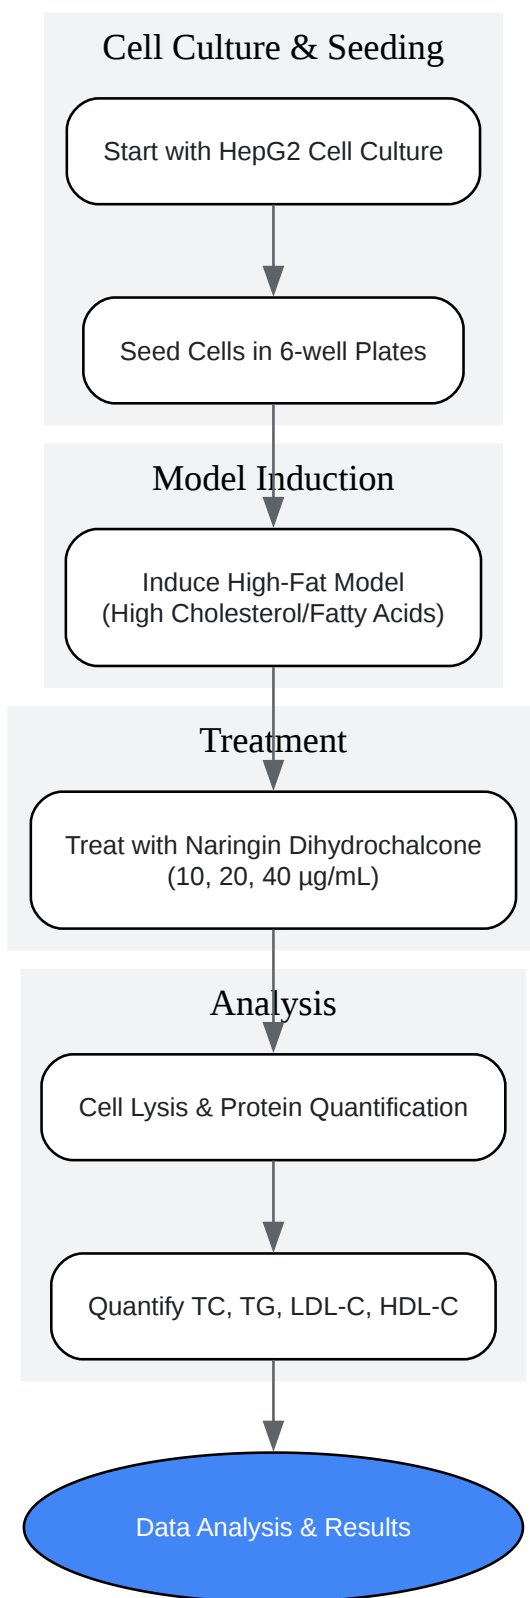 Cell Culture & Seeding
Start with HepG2 Cell Culture
Seed Cells in 6-well Plates
Model Induction
Induce High-Fat Model
(High Cholesterol/Fatty Acids)
Treatment
Treat with Naringin Dihydrochalcone
(10, 20, 40 µg/mL)
Analysis
Cell Lysis & Protein Quantification
Quantify TC, TG, LDL-C, HDL-C
Data Analysis & Results